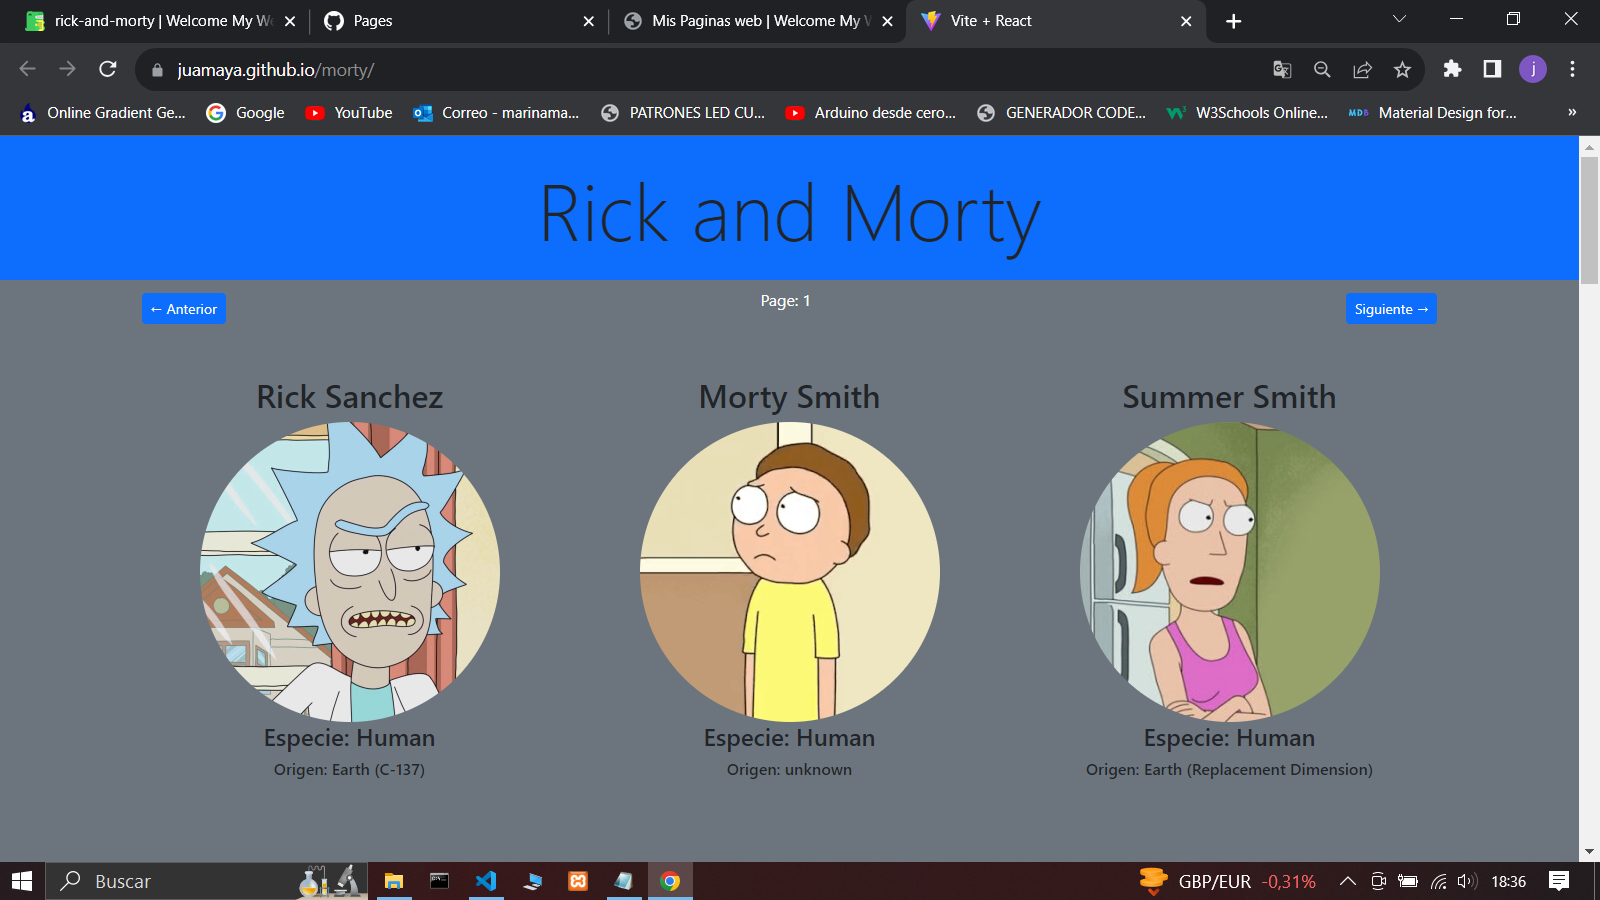 rick-and-morty | Welcome My We
Pages
Mis Paginas web | Welcome My W
Vite + React
juamaya.github.io/morty/
j
Online Gradient Ge...
Google
YouTube
Correo - marinama...
PATRONES LED CU...
Arduino desde cero...
GENERADOR CODE...
W3Schools Online...
MDB
Material Design for...
»
Rick and Morty
← Anterior
Page: 1
Siguiente →
Rick Sanchez
Morty Smith
Summer Smith
Especie: Human
Especie: Human
Especie: Human
Origen: Earth (C-137)
Origen: unknown
Origen: Earth (Replacement Dimension)
Buscar
GBP/EUR -0,31%
18:36